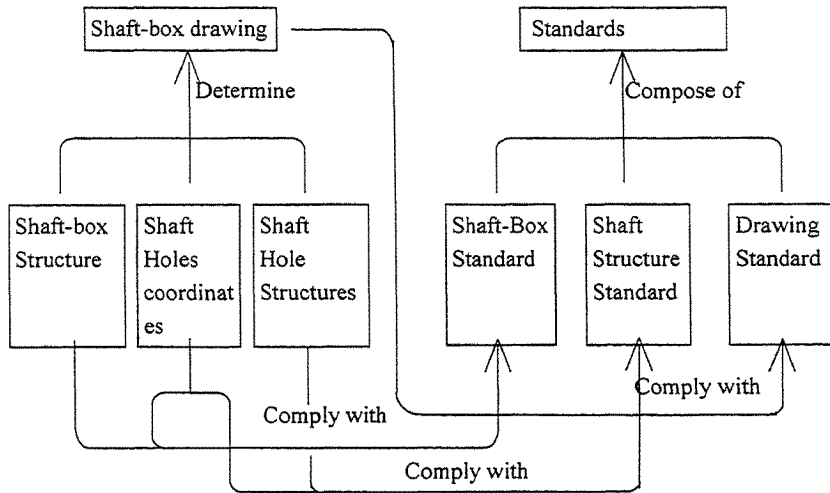 Shaft-box drawing
Standards
Determine
Compose of
Shaft-box
Structure
Shaft
Holes
coordinat
es
Shaft
Hole
Structures
Shaft-Box
Standard
Shaft
Structure
Standard
Drawing
Standard
Comply with
Comply with
Comply with